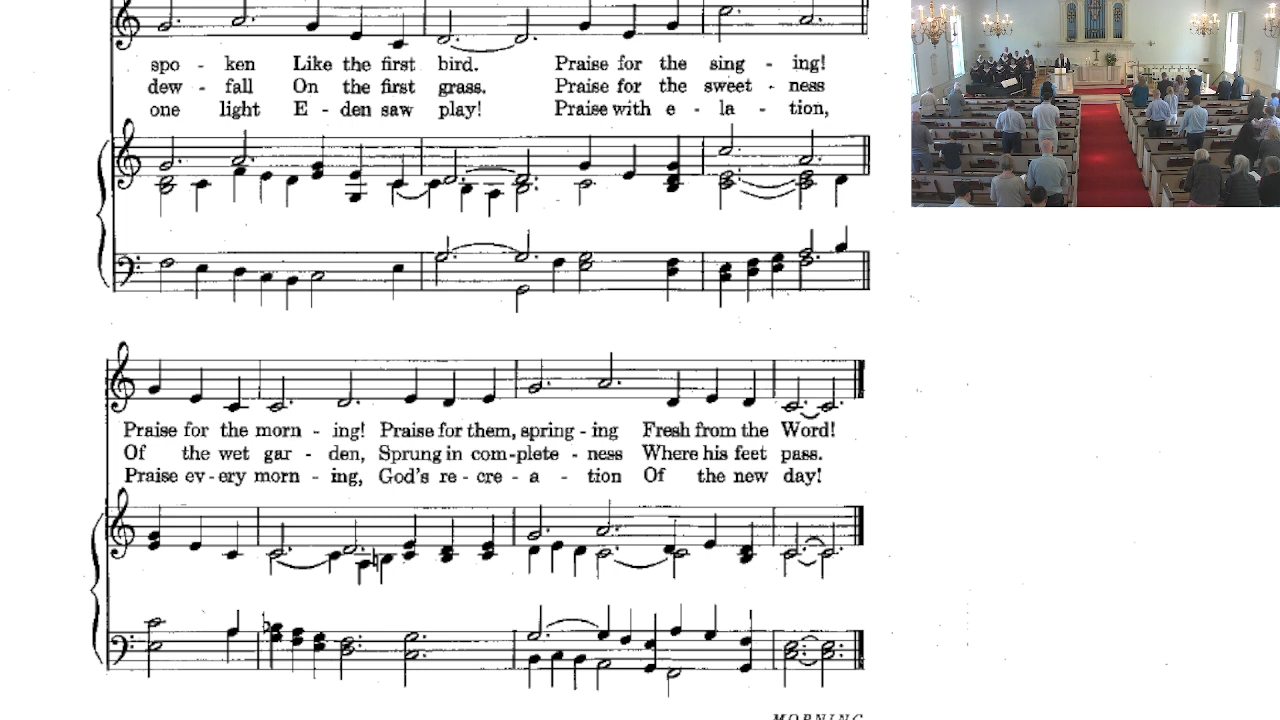 spo - ken Like the first bird. Praise for the sing - ing!
dew - fall On the first grass. Praise for the sweet - ness
one light E - den saw play! Praise with e - la - tion,
Praise for the morn - ing! Praise for them, spring - ing Fresh from the Word!
Of the wet gar - den, Sprung in com - plete - ness Where his feet pass.
Praise ev - ery morn - ing, God's re - cre - a - tion Of the new day!
MORNING